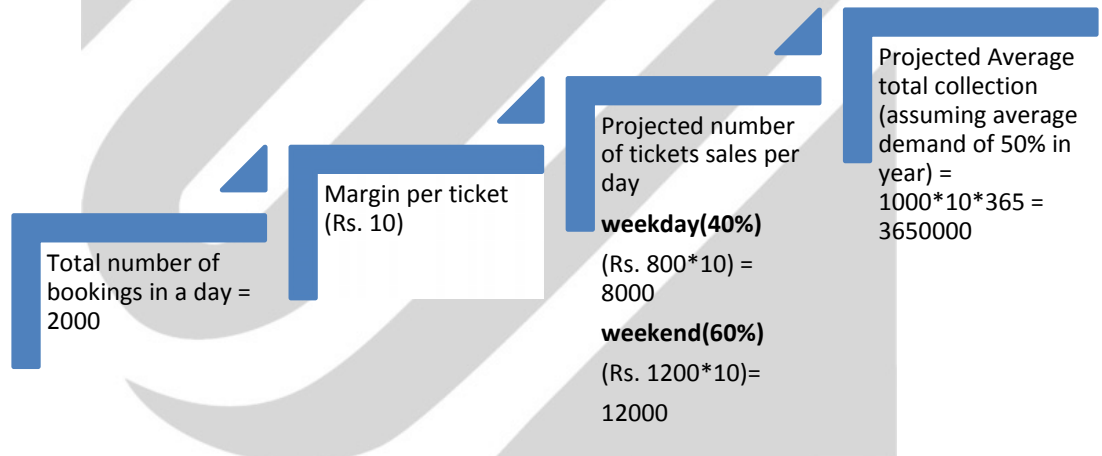 Total number of
bookings in a day =
2000
Margin per ticket
(Rs. 10)
Projected number
of tickets sales per
day
weekday(40%)
(Rs. 800*10) =
8000
weekend(60%)
(Rs. 1200*10)=
12000
Projected Average
total collection
(assuming average
demand of 50% in
year) =
1000*10*365 =
3650000